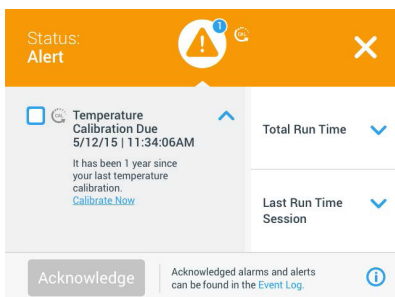 Status:
Alert
1
CAL
CAL
Temperature
Calibration Due
5/12/15 | 11:34:06AM
It has been 1 year since
your last temperature
calibration.
Calibrate Now
Total Run Time
Last Run Time
Session
Acknowledge
Acknowledged alarms and alerts
can be found in the Event Log.